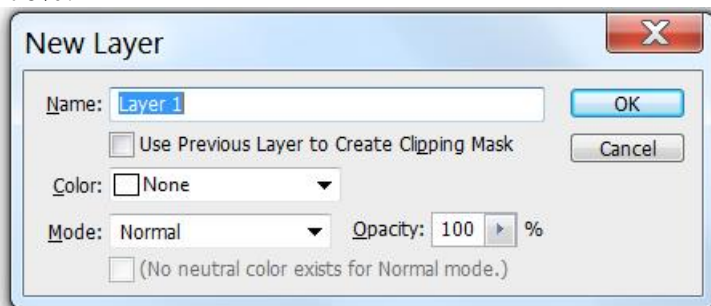 New Layer
Name: Layer 1
OK
Use Previous Layer to Create Clipping Mask
Cancel
Color: None
Mode: Normal Opacity: 100 %
(No neutral color exists for Normal mode.)